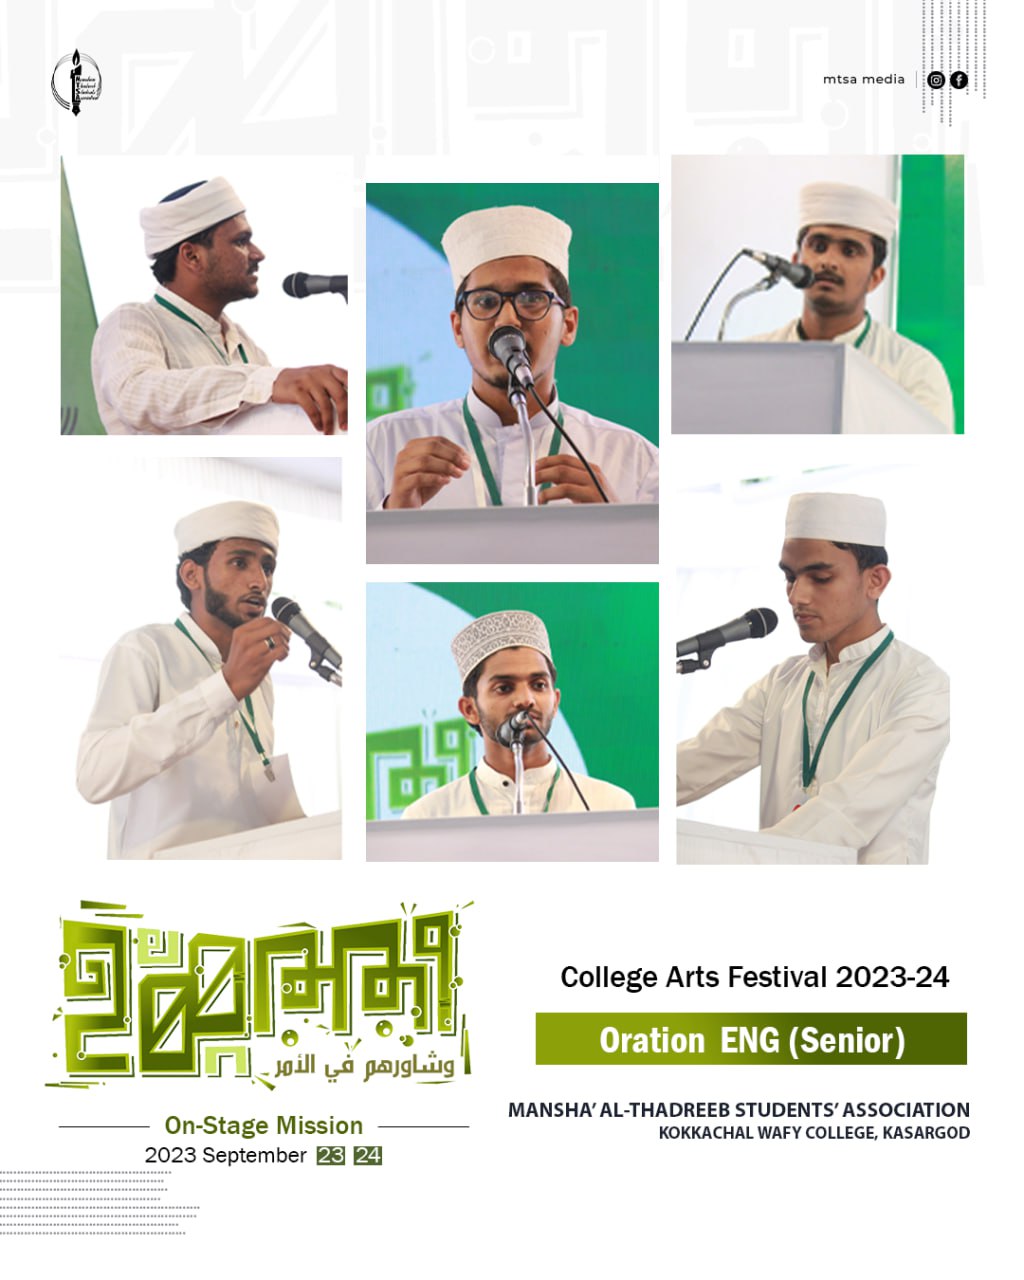 mtsa media
وشاورهم في الأمر
On-Stage Mission
2023 September 23 24
College Arts Festival 2023-24
Oration ENG (Senior)
MANSHA’ AL-THADREEB STUDENTS’ ASSOCIATION
KOKKACHAL WAFY COLLEGE, KASARGOD